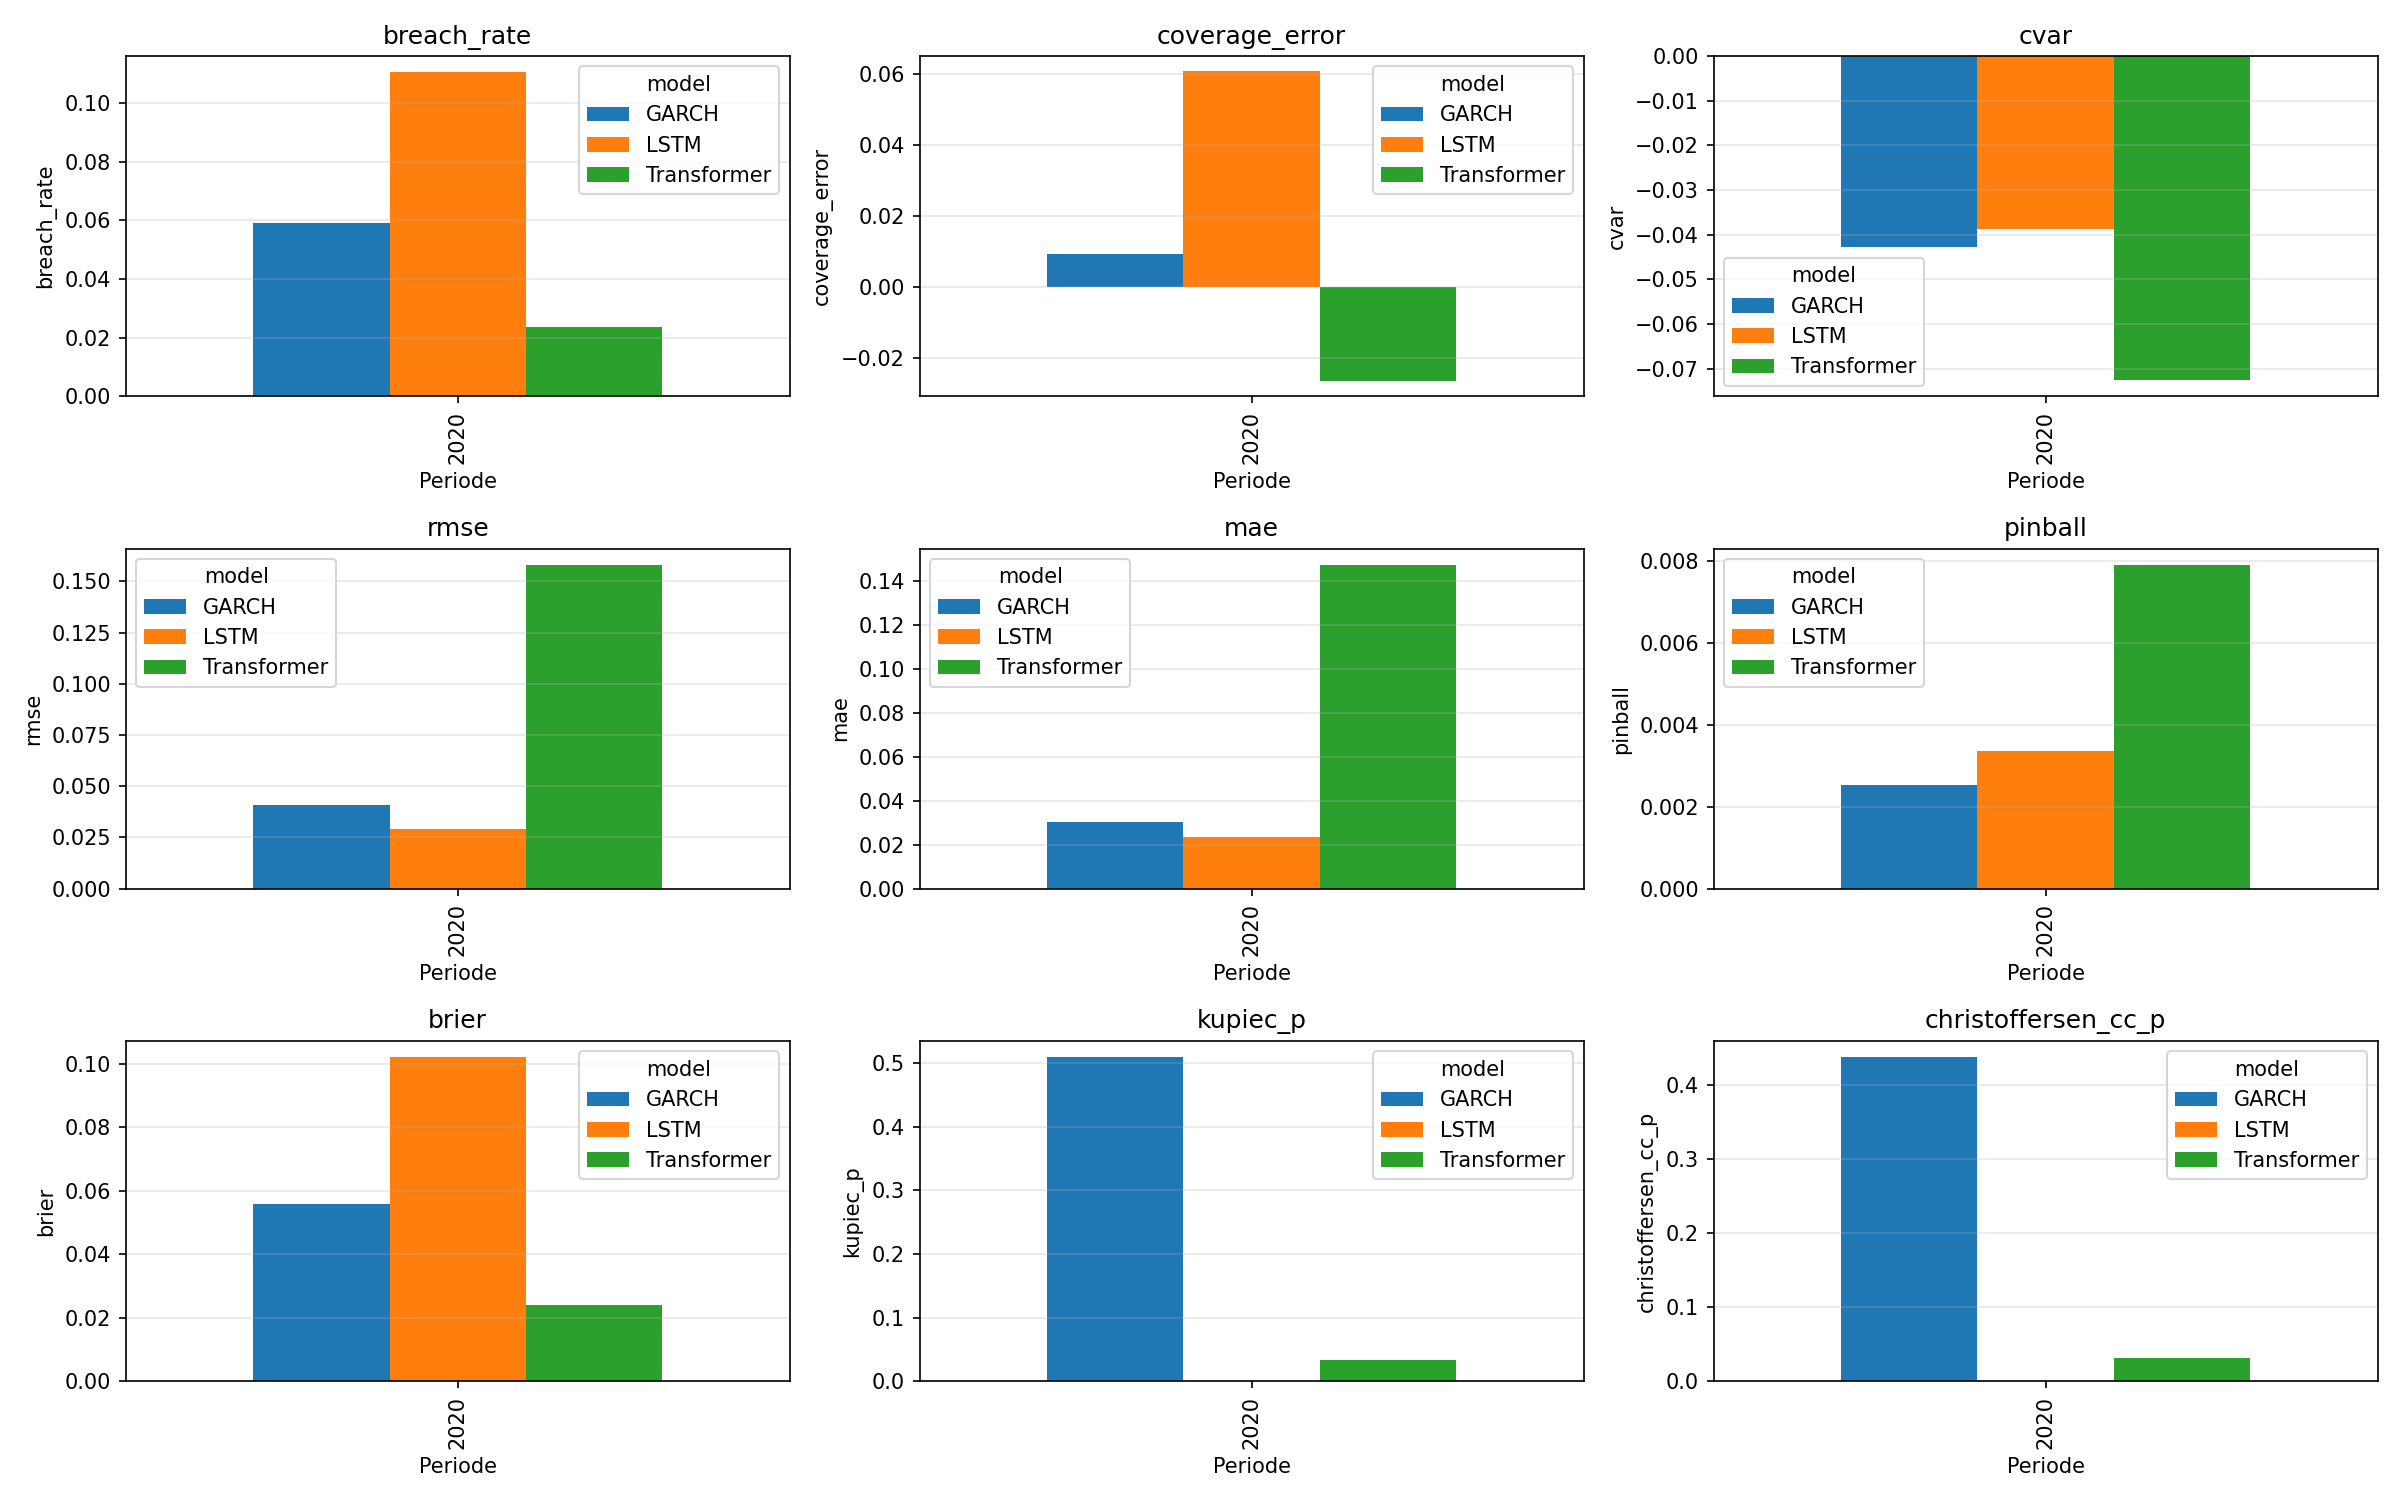 breach_rate
breach_rate
0.10
0.08
0.06
0.04
0.02
0.00
model
GARCH
LSTM
Transformer
2020
Periode
coverage_error
coverage_error
0.06
0.04
0.02
0.00
−0.02
model
GARCH
LSTM
Transformer
2020
Periode
cvar
cvar
0.00
−0.01
−0.02
−0.03
−0.04
−0.05
−0.06
−0.07
model
GARCH
LSTM
Transformer
2020
Periode
rmse
rmse
0.150
0.125
0.100
0.075
0.050
0.025
0.000
model
GARCH
LSTM
Transformer
2020
Periode
mae
mae
0.14
0.12
0.10
0.08
0.06
0.04
0.02
0.00
model
GARCH
LSTM
Transformer
2020
Periode
pinball
pinball
0.008
0.006
0.004
0.002
0.000
model
GARCH
LSTM
Transformer
2020
Periode
brier
brier
0.10
0.08
0.06
0.04
0.02
0.00
model
GARCH
LSTM
Transformer
2020
Periode
kupiec_p
kupiec_p
0.5
0.4
0.3
0.2
0.1
0.0
model
GARCH
LSTM
Transformer
2020
Periode
christoffersen_cc_p
christoffersen_cc_p
0.4
0.3
0.2
0.1
0.0
model
GARCH
LSTM
Transformer
2020
Periode